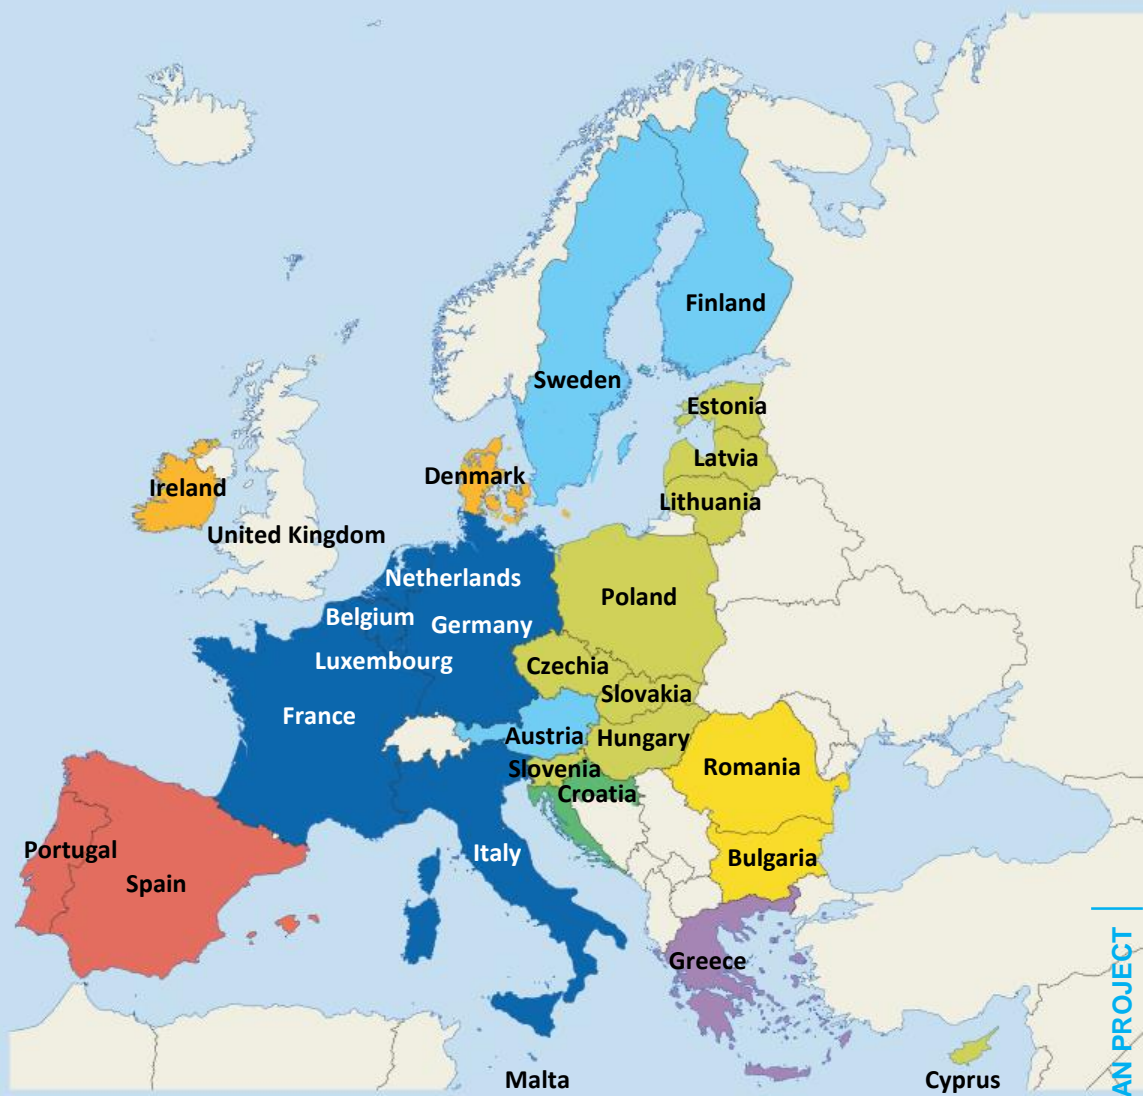 Finland
Sweden
Estonia
Latvia
Denmark
Ireland
Lithuania
United Kingdom
Netherlands
Poland
Belgium
Germany
Luxembourg
Czechia
Slovakia
France
Austria
Hungary
Slovenia
Romania
Croatia
Portugal
Italy
Bulgaria
Spain
Greece
Malta
Cyprus
AN PROJECT